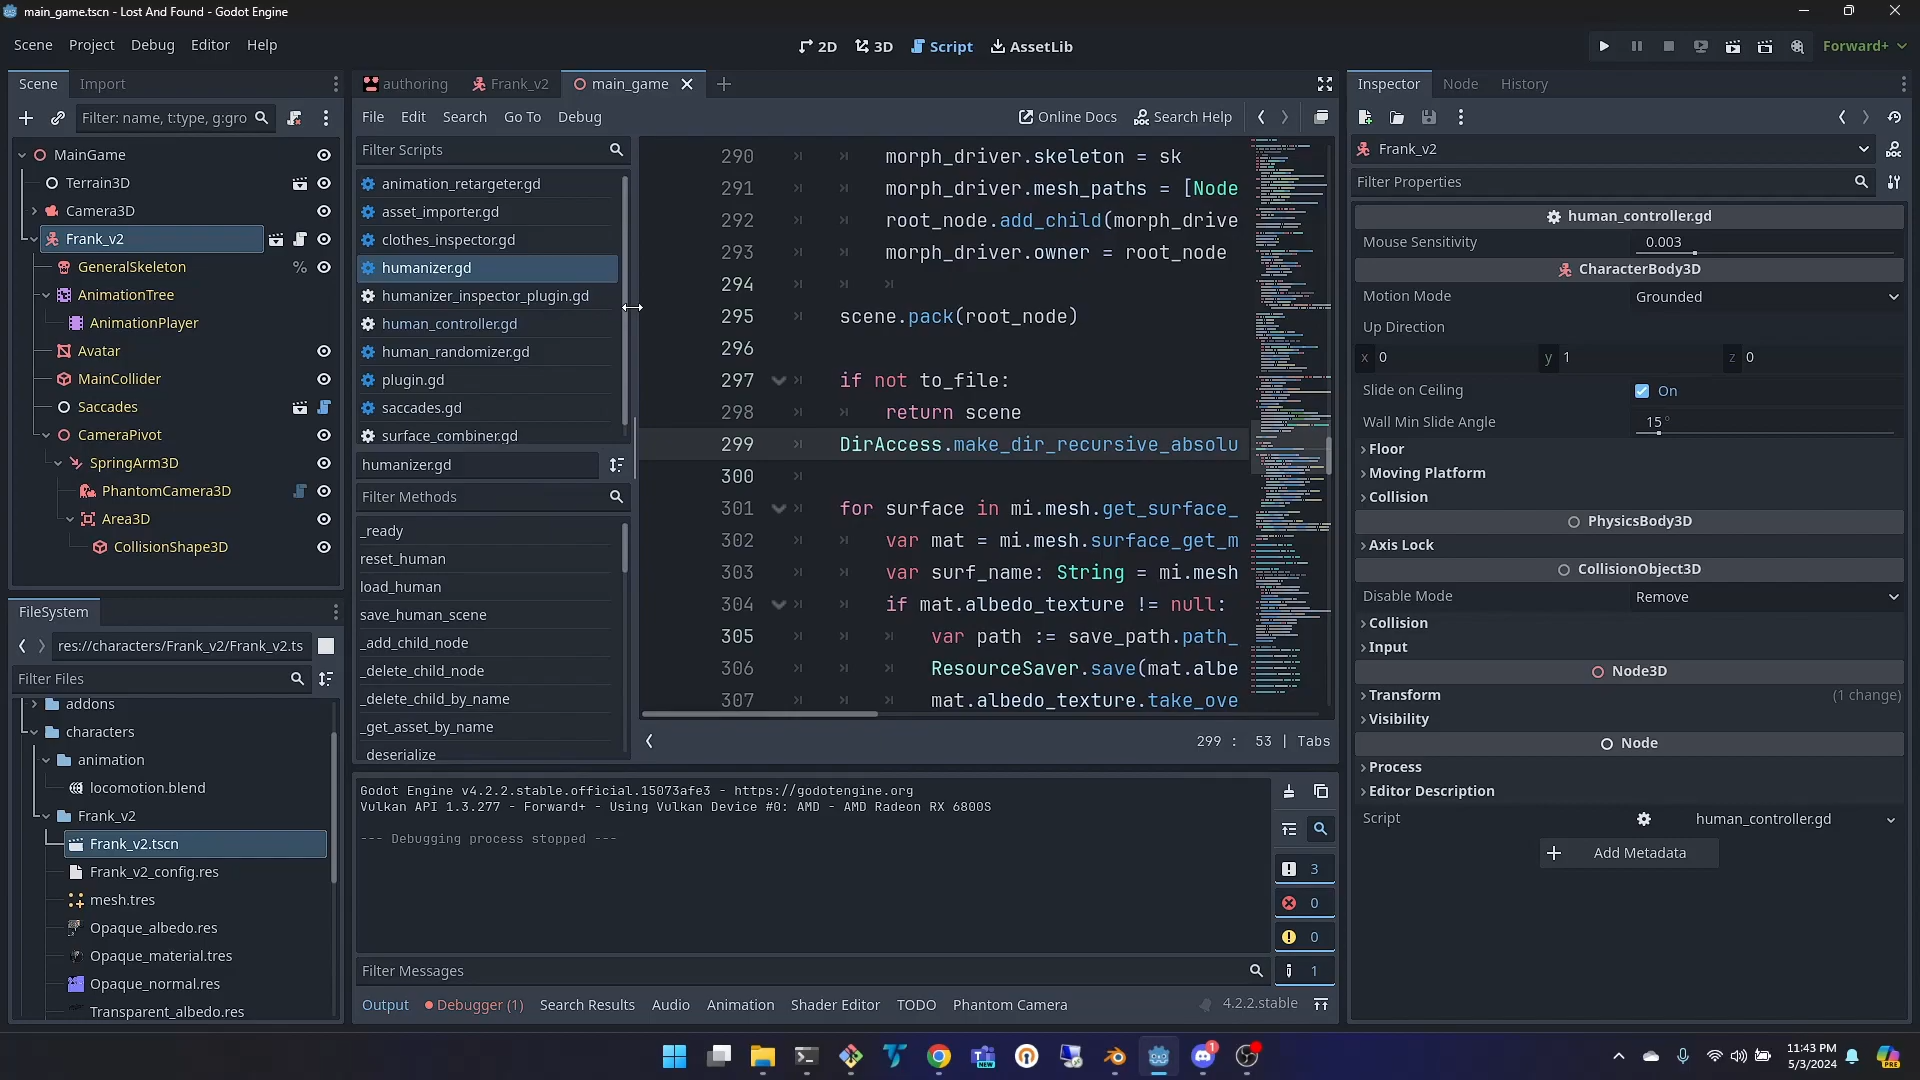 main_game.tscn - Lost And Found - Godot Engine
Scene Project Debug Editor Help
2D 3D Script AssetLib
Forward+
Scene Import
Filter: name, t:type, g:gro
MainGame
Terrain3D
Camera3D
Frank_v2
GeneralSkeleton
%
AnimationTree
AnimationPlayer
Avatar
MainCollider
Saccades
CameraPivot
SpringArm3D
PhantomCamera3D
Area3D
CollisionShape3D
FileSystem
res://characters/Frank_v2/Frank_v2.ts
Filter Files
addons
characters
animation
locomotion.blend
Frank_v2
Frank_v2.tscn
Frank_v2_config.res
mesh.tres
Opaque_albedo.res
Opaque_material.tres
Opaque_normal.res
Transparent_albedo.res
authoring Frank_v2 main_game
File Edit Search Go To Debug
Online Docs Search Help
Filter Scripts
animation_retargeter.gd
asset_importer.gd
clothes_inspector.gd
humanizer.gd
humanizer_inspector_plugin.gd
human_controller.gd
human_randomizer.gd
plugin.gd
saccades.gd
surface_combiner.gd
humanizer.gd
Filter Methods
_ready
reset_human
load_human
save_human_scene
_add_child_node
_delete_child_node
_delete_child_by_name
_get_asset_by_name
deserialize
290 morph_driver.skeleton = sk
291 morph_driver.mesh_paths = [Node
292 root_node.add_child(morph_drive
293 morph_driver.owner = root_node
294
295 scene.pack(root_node)
296
297 if not to_file:
298 return scene
299 DirAccess.make_dir_recursive_absolu
300
301 for surface in mi.mesh.get_surface_
302 var mat = mi.mesh.surface_get_m
303 var surf_name: String = mi.mesh
304 if mat.albedo_texture != null:
305 var path := save_path.path_
306 ResourceSaver.save(mat.albe
307 mat.albedo_texture.take_ove
299 : 53 | Tabs
Godot Engine v4.2.2.stable.official.15073afe3 - https://godotengine.org
Vulkan API 1.3.277 - Forward+ - Using Vulkan Device #0: AMD - AMD Radeon RX 6800S
--- Debugging process stopped ---
3
0
0
1
Filter Messages
Output Debugger (1) Search Results Audio Animation Shader Editor TODO Phantom Camera
4.2.2.stable
Inspector Node History
Frank_v2
Filter Properties
human_controller.gd
Mouse Sensitivity 0.003
CharacterBody3D
Motion Mode Grounded
Up Direction
x 0 y 1 z 0
Slide on Ceiling On
Wall Min Slide Angle 15°
Floor
Moving Platform
Collision
PhysicsBody3D
Axis Lock
CollisionObject3D
Disable Mode Remove
Collision
Input
Node3D
Transform (1 change)
Visibility
Node
Process
Editor Description
Script human_controller.gd
Add Metadata
NEW
1
11:43 PM
5/3/2024
PRE